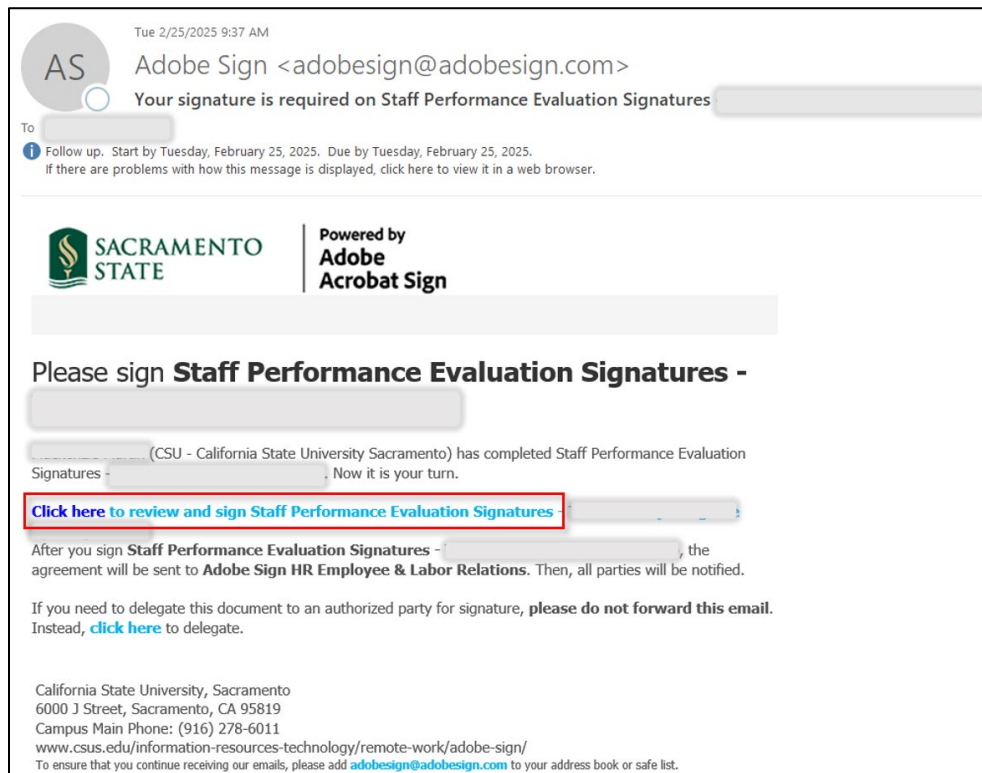 Tue 2/25/2025 9:37 AM
AS
Adobe Sign <adobesign@adobesign.com>
Your signature is required on Staff Performance Evaluation Signatures
To
Follow up. Start by Tuesday, February 25, 2025. Due by Tuesday, February 25, 2025.
If there are problems with how this message is displayed, click here to view it in a web browser.
SACRAMENTO
STATE
Powered by
Adobe
Acrobat Sign
Please sign Staff Performance Evaluation Signatures -
(CSU - California State University Sacramento) has completed Staff Performance Evaluation
Signatures - . Now it is your turn.
Click here to review and sign Staff Performance Evaluation Signatures -
After you sign Staff Performance Evaluation Signatures - , the
agreement will be sent to Adobe Sign HR Employee & Labor Relations. Then, all parties will be notified.
If you need to delegate this document to an authorized party for signature, please do not forward this email.
Instead, click here to delegate.
California State University, Sacramento
6000 J Street, Sacramento, CA 95819
Campus Main Phone: (916) 278-6011
www.csus.edu/information-resources-technology/remote-work/adobe-sign/
To ensure that you continue receiving our emails, please add adobesign@adobesign.com to your address book or safe list.